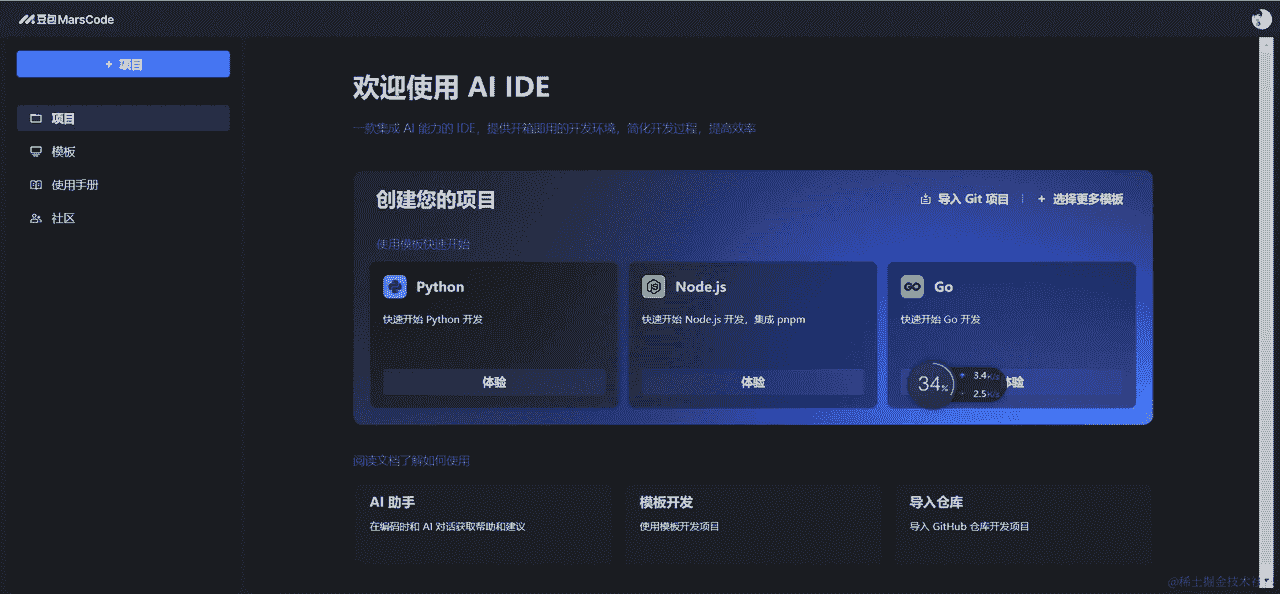 豆包 MarsCode
+ 项目
项目
模板
使用手册
社区
欢迎使用 AI IDE
一款集成 AI 能力的 IDE，提供开箱即用的开发环境，简化开发过程，提高效率
创建您的项目
导入 Git 项目
+ 选择更多模板
使用模板快速开始
Python
快速开始 Python 开发
体验
Node.js
快速开始 Node.js 开发，集成 pnpm
体验
Go
快速开始 Go 开发
34%
3.4K/s
2.5K/s
体验
阅读文档了解如何使用
AI 助手
在编码时和 AI 对话获取帮助和建议
模板开发
使用模板开发项目
导入仓库
导入 GitHub 仓库开发项目
@稀土掘金技术社